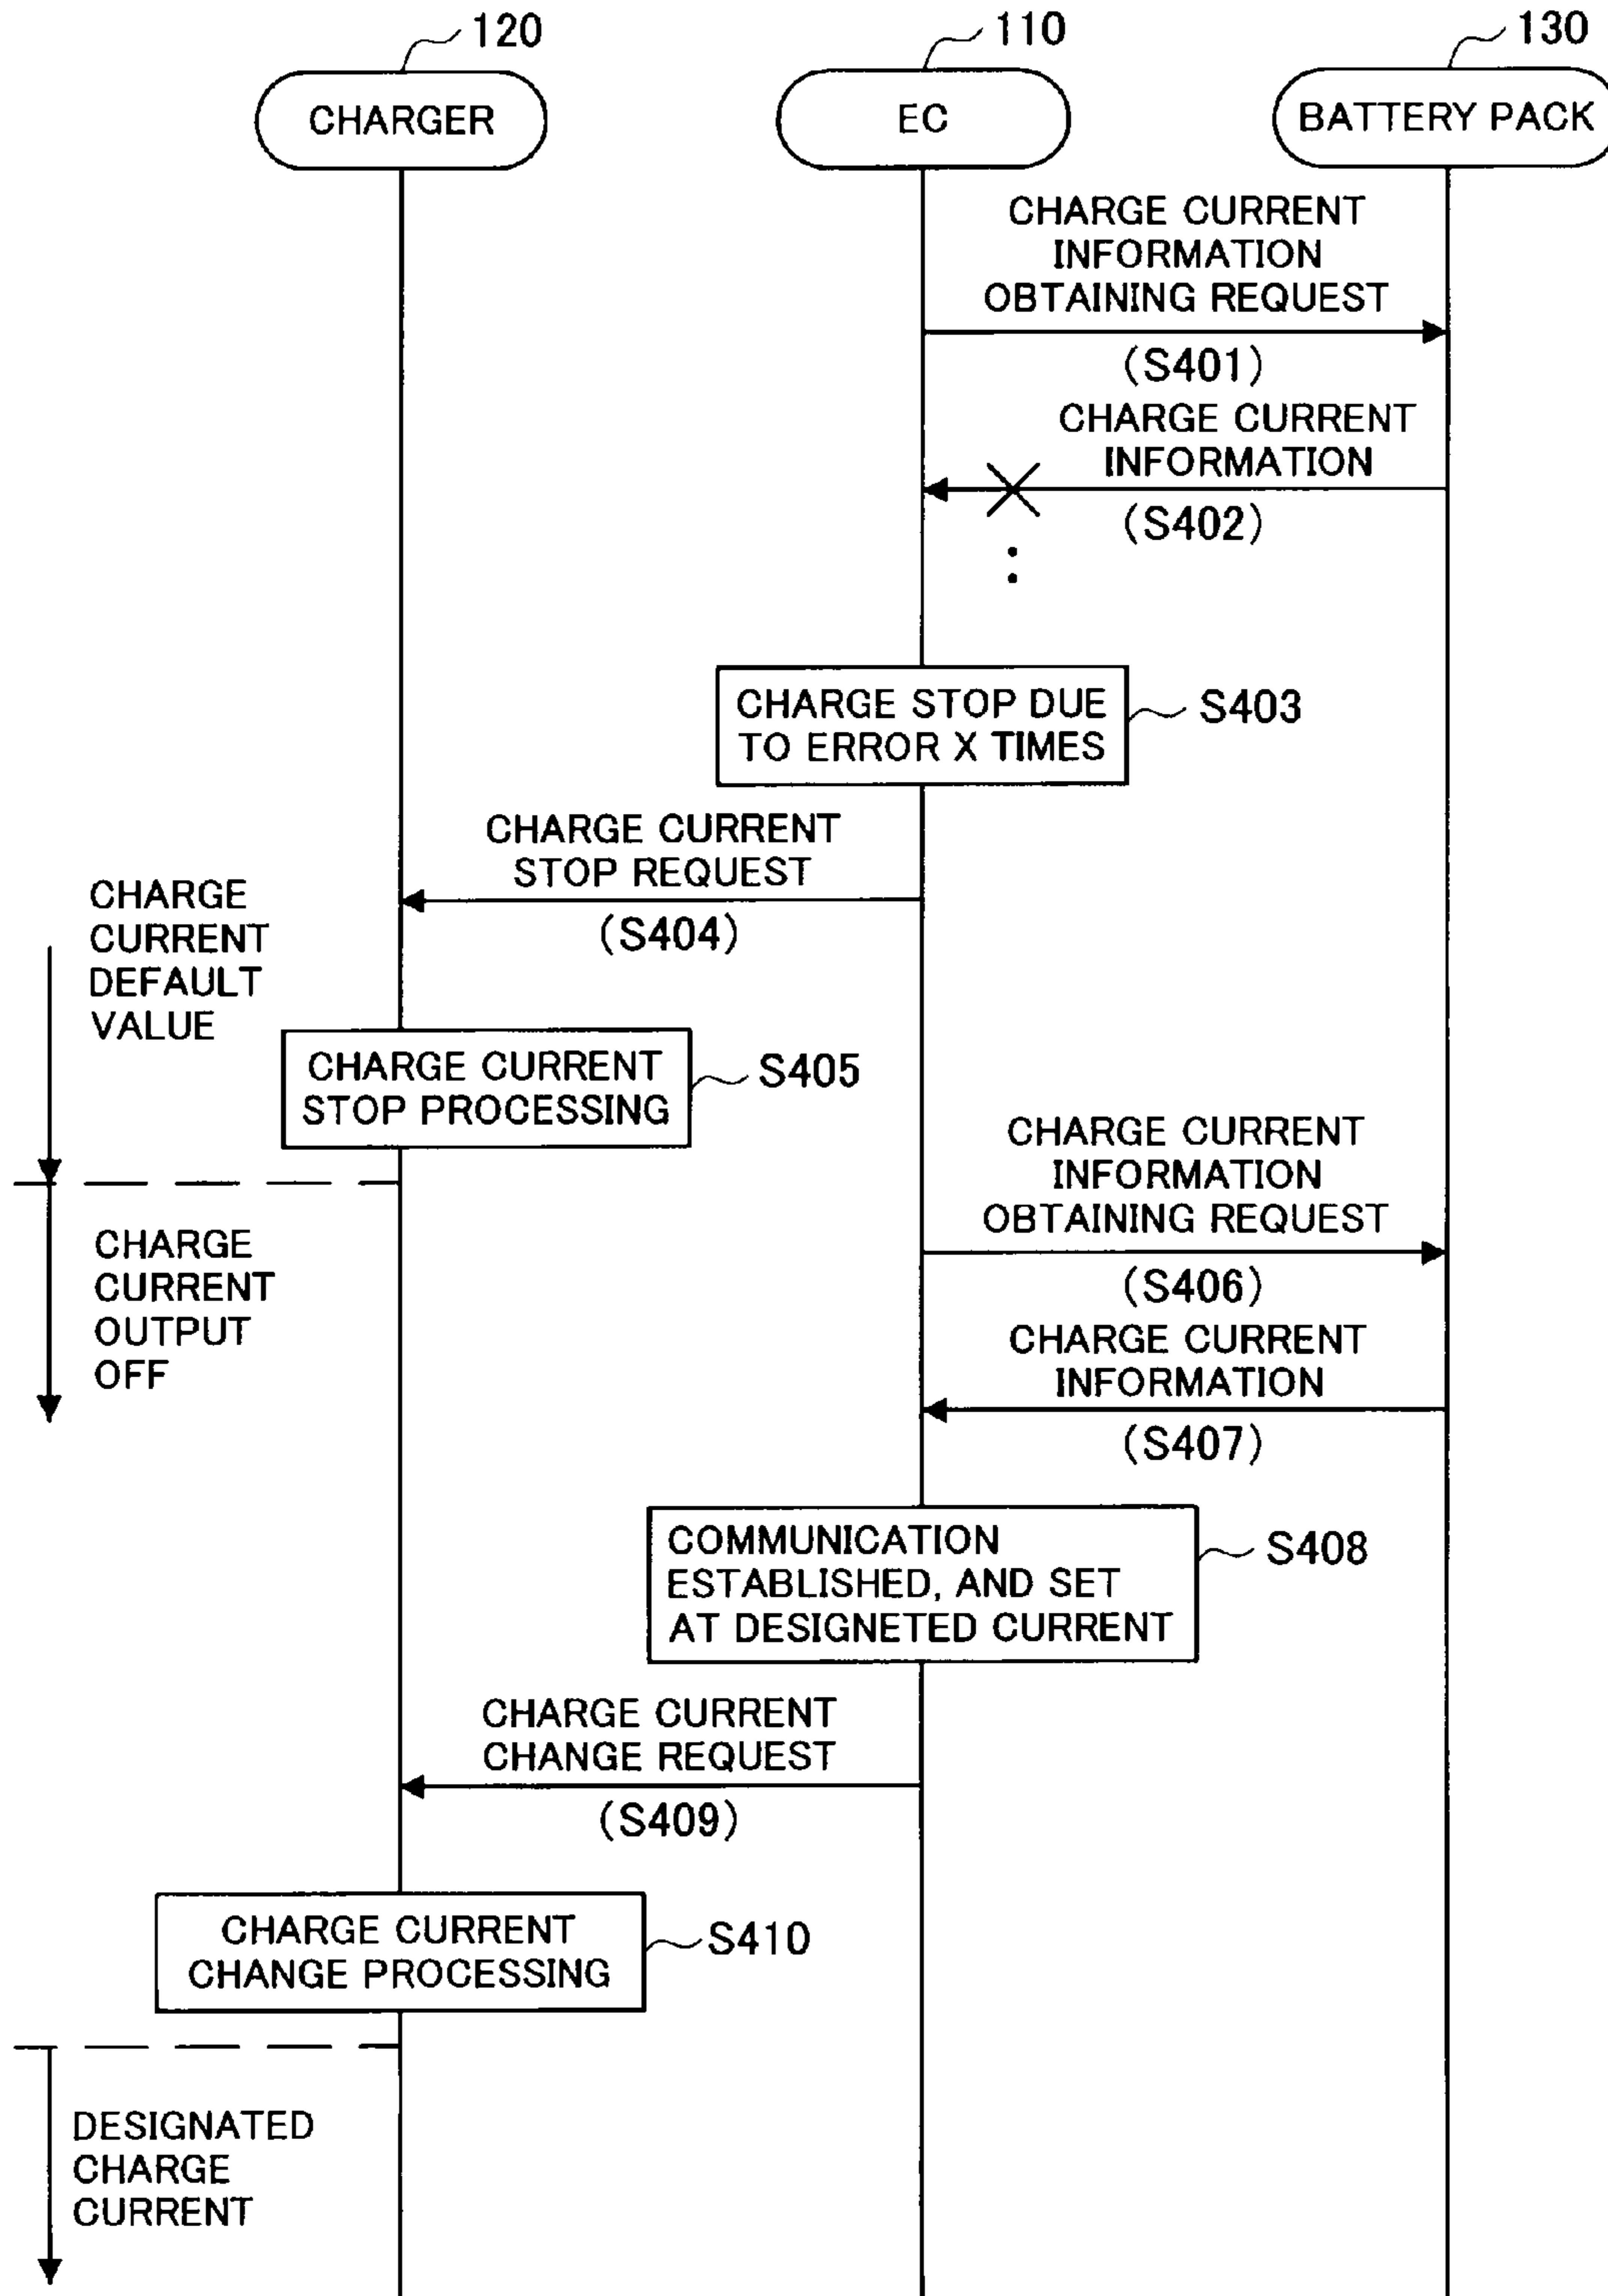 120
110
130
CHARGER
EC
BATTERY PACK
CHARGE CURRENT
INFORMATION
OBTAINING REQUEST
(S401)
CHARGE CURRENT
INFORMATION
(S402)
CHARGE STOP DUE
TO ERROR X TIMES
S403
CHARGE CURRENT
STOP REQUEST
(S404)
CHARGE
CURRENT
DEFAULT
VALUE
CHARGE CURRENT
STOP PROCESSING
S405
CHARGE CURRENT
INFORMATION
OBTAINING REQUEST
(S406)
CHARGE
CURRENT
OUTPUT
OFF
CHARGE CURRENT
INFORMATION
(S407)
COMMUNICATION
ESTABLISHED, AND SET
AT DESIGNETED CURRENT
S408
CHARGE CURRENT
CHANGE REQUEST
(S409)
CHARGE CURRENT
CHANGE PROCESSING
S410
DESIGNATED
CHARGE
CURRENT